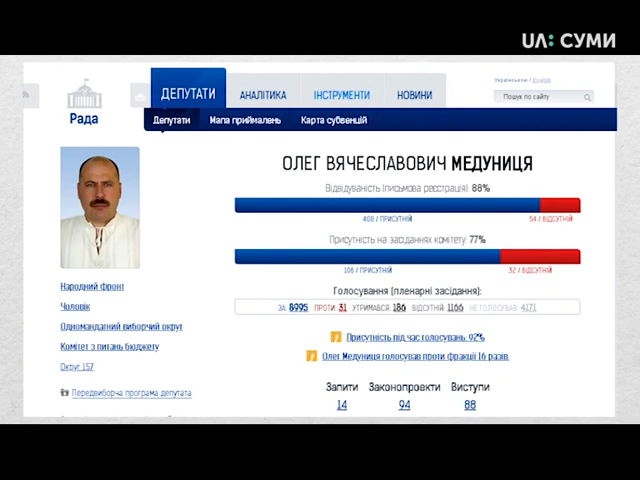 UA: СУМИ
Рада
ДЕПУТАТИ
АНАЛІТИКА
ІНСТРУМЕНТИ
НОВИНИ
Українською / English
Пошук по сайту
Депутати
Мапа приймалень
Карта субвенцій
ОЛЕГ ВЯЧЕСЛАВОВИЧ МЕДУНИЦЯ
Відвідуваність (письмова реєстрація): 88%
408 / ПРИСУТНІЙ
54 / ВІДСУТНІЙ
Присутність на засіданнях комітету: 77%
106 / ПРИСУТНІЙ
32 / ВІДСУТНІЙ
Голосування (пленарні засідання):
ЗА: 8995 ПРОТИ: 31 УТРИМАВСЯ: 186 ВІДСУТНІЙ: 1166 НЕ ГОЛОСУВАВ: 4171
Присутність під час голосувань: 92%
Олег Медуниця голосував проти фракції 16 разів.
Запити
Законопроекти
Виступи
14
94
88
Народний фронт
Чоловік
Одномандатний виборчий округ
Комітет з питань бюджету
Округ 157
Передвиборча програма депутата